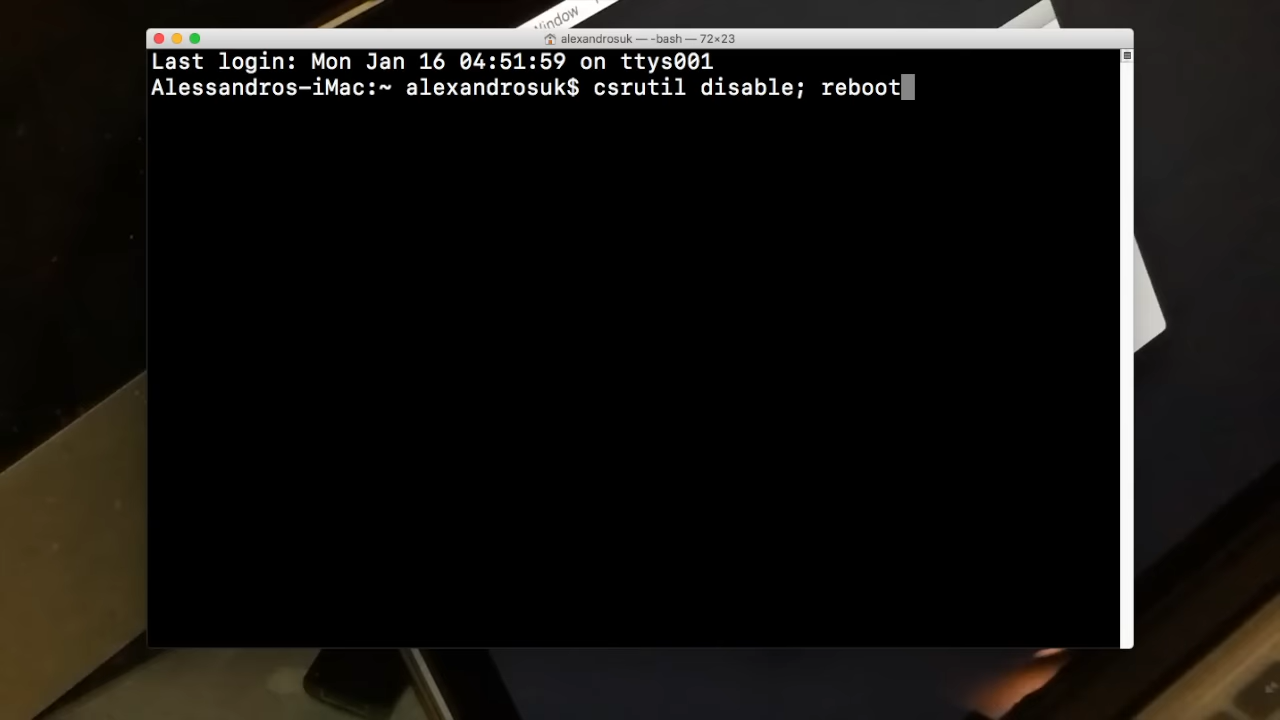 Window
alexandrosuk — -bash — 72×23
Last login: Mon Jan 16 04:51:59 on ttys001
Alessandros-iMac:~ alexandrosuk$ csrutil disable; reboot